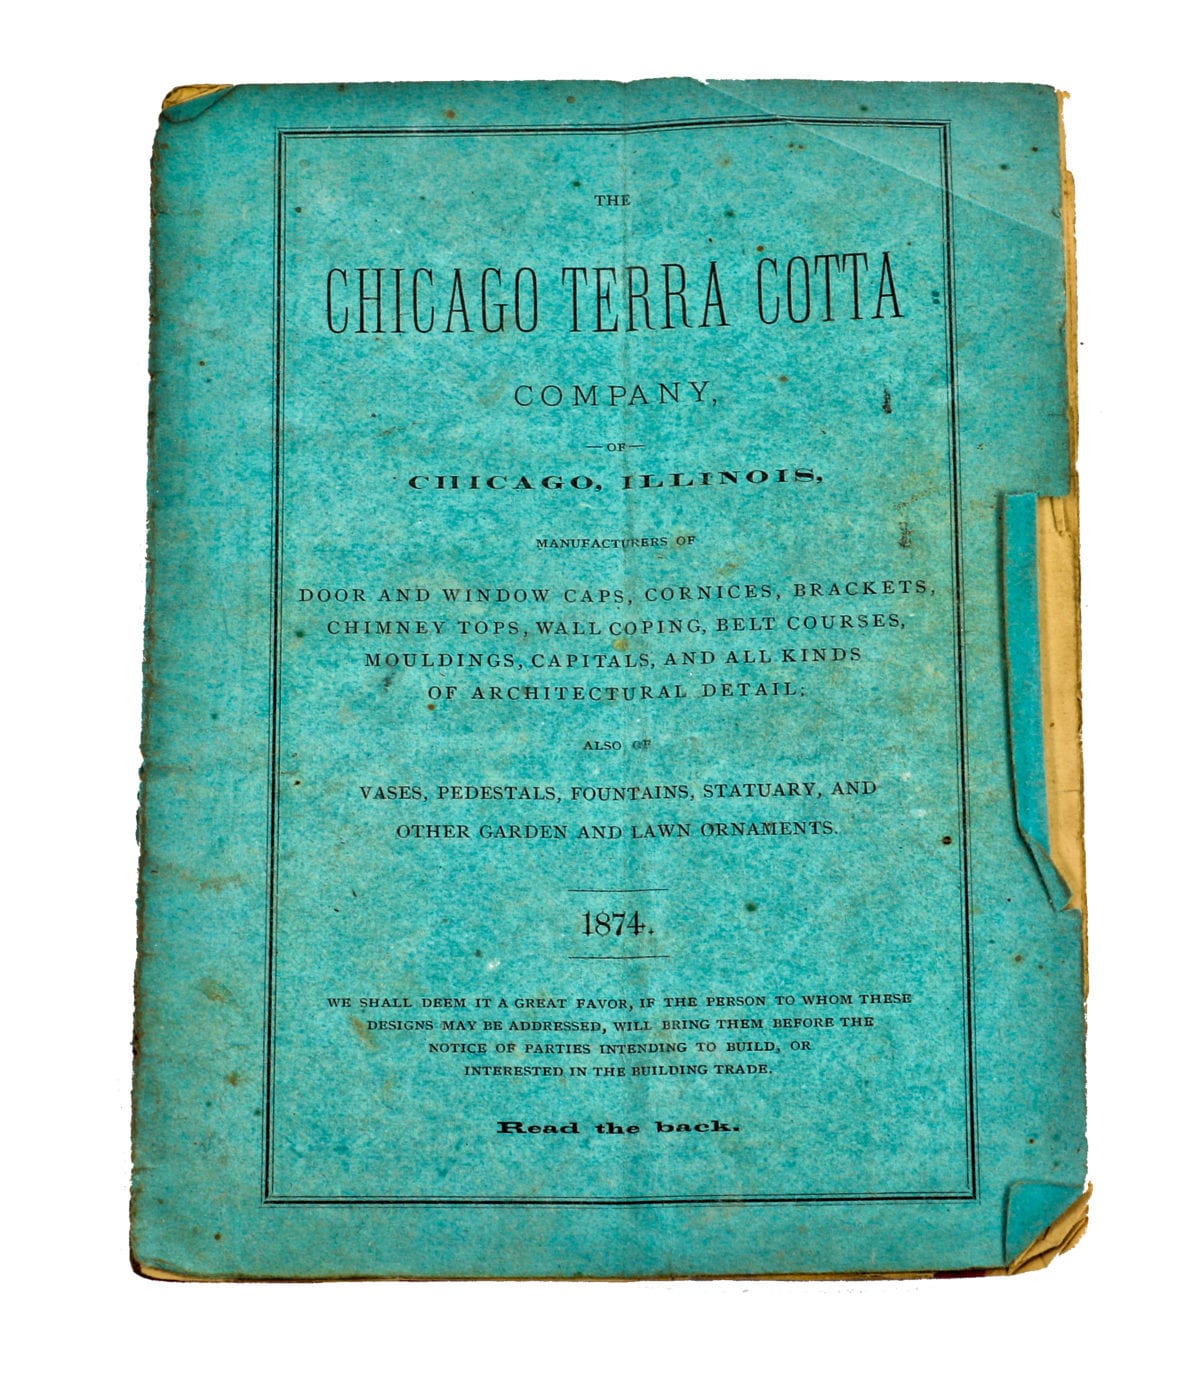 THE
CHICAGO TERRA COTTA
COMPANY,
—OF—
CHICAGO, ILLINOIS,
MANUFACTURERS OF
DOOR AND WINDOW CAPS, CORNICES, BRACKETS,
CHIMNEY TOPS, WALL COPING, BELT COURSES,
MOULDINGS, CAPITALS, AND ALL KINDS
OF ARCHITECTURAL DETAIL;
ALSO OF
VASES, PEDESTALS, FOUNTAINS, STATUARY, AND
OTHER GARDEN AND LAWN ORNAMENTS.
1874.
WE SHALL DEEM IT A GREAT FAVOR, IF THE PERSON TO WHOM THESE
DESIGNS MAY BE ADDRESSED, WILL BRING THEM BEFORE THE
NOTICE OF PARTIES INTENDING TO BUILD, OR
INTERESTED IN THE BUILDING TRADE.
Read the back.